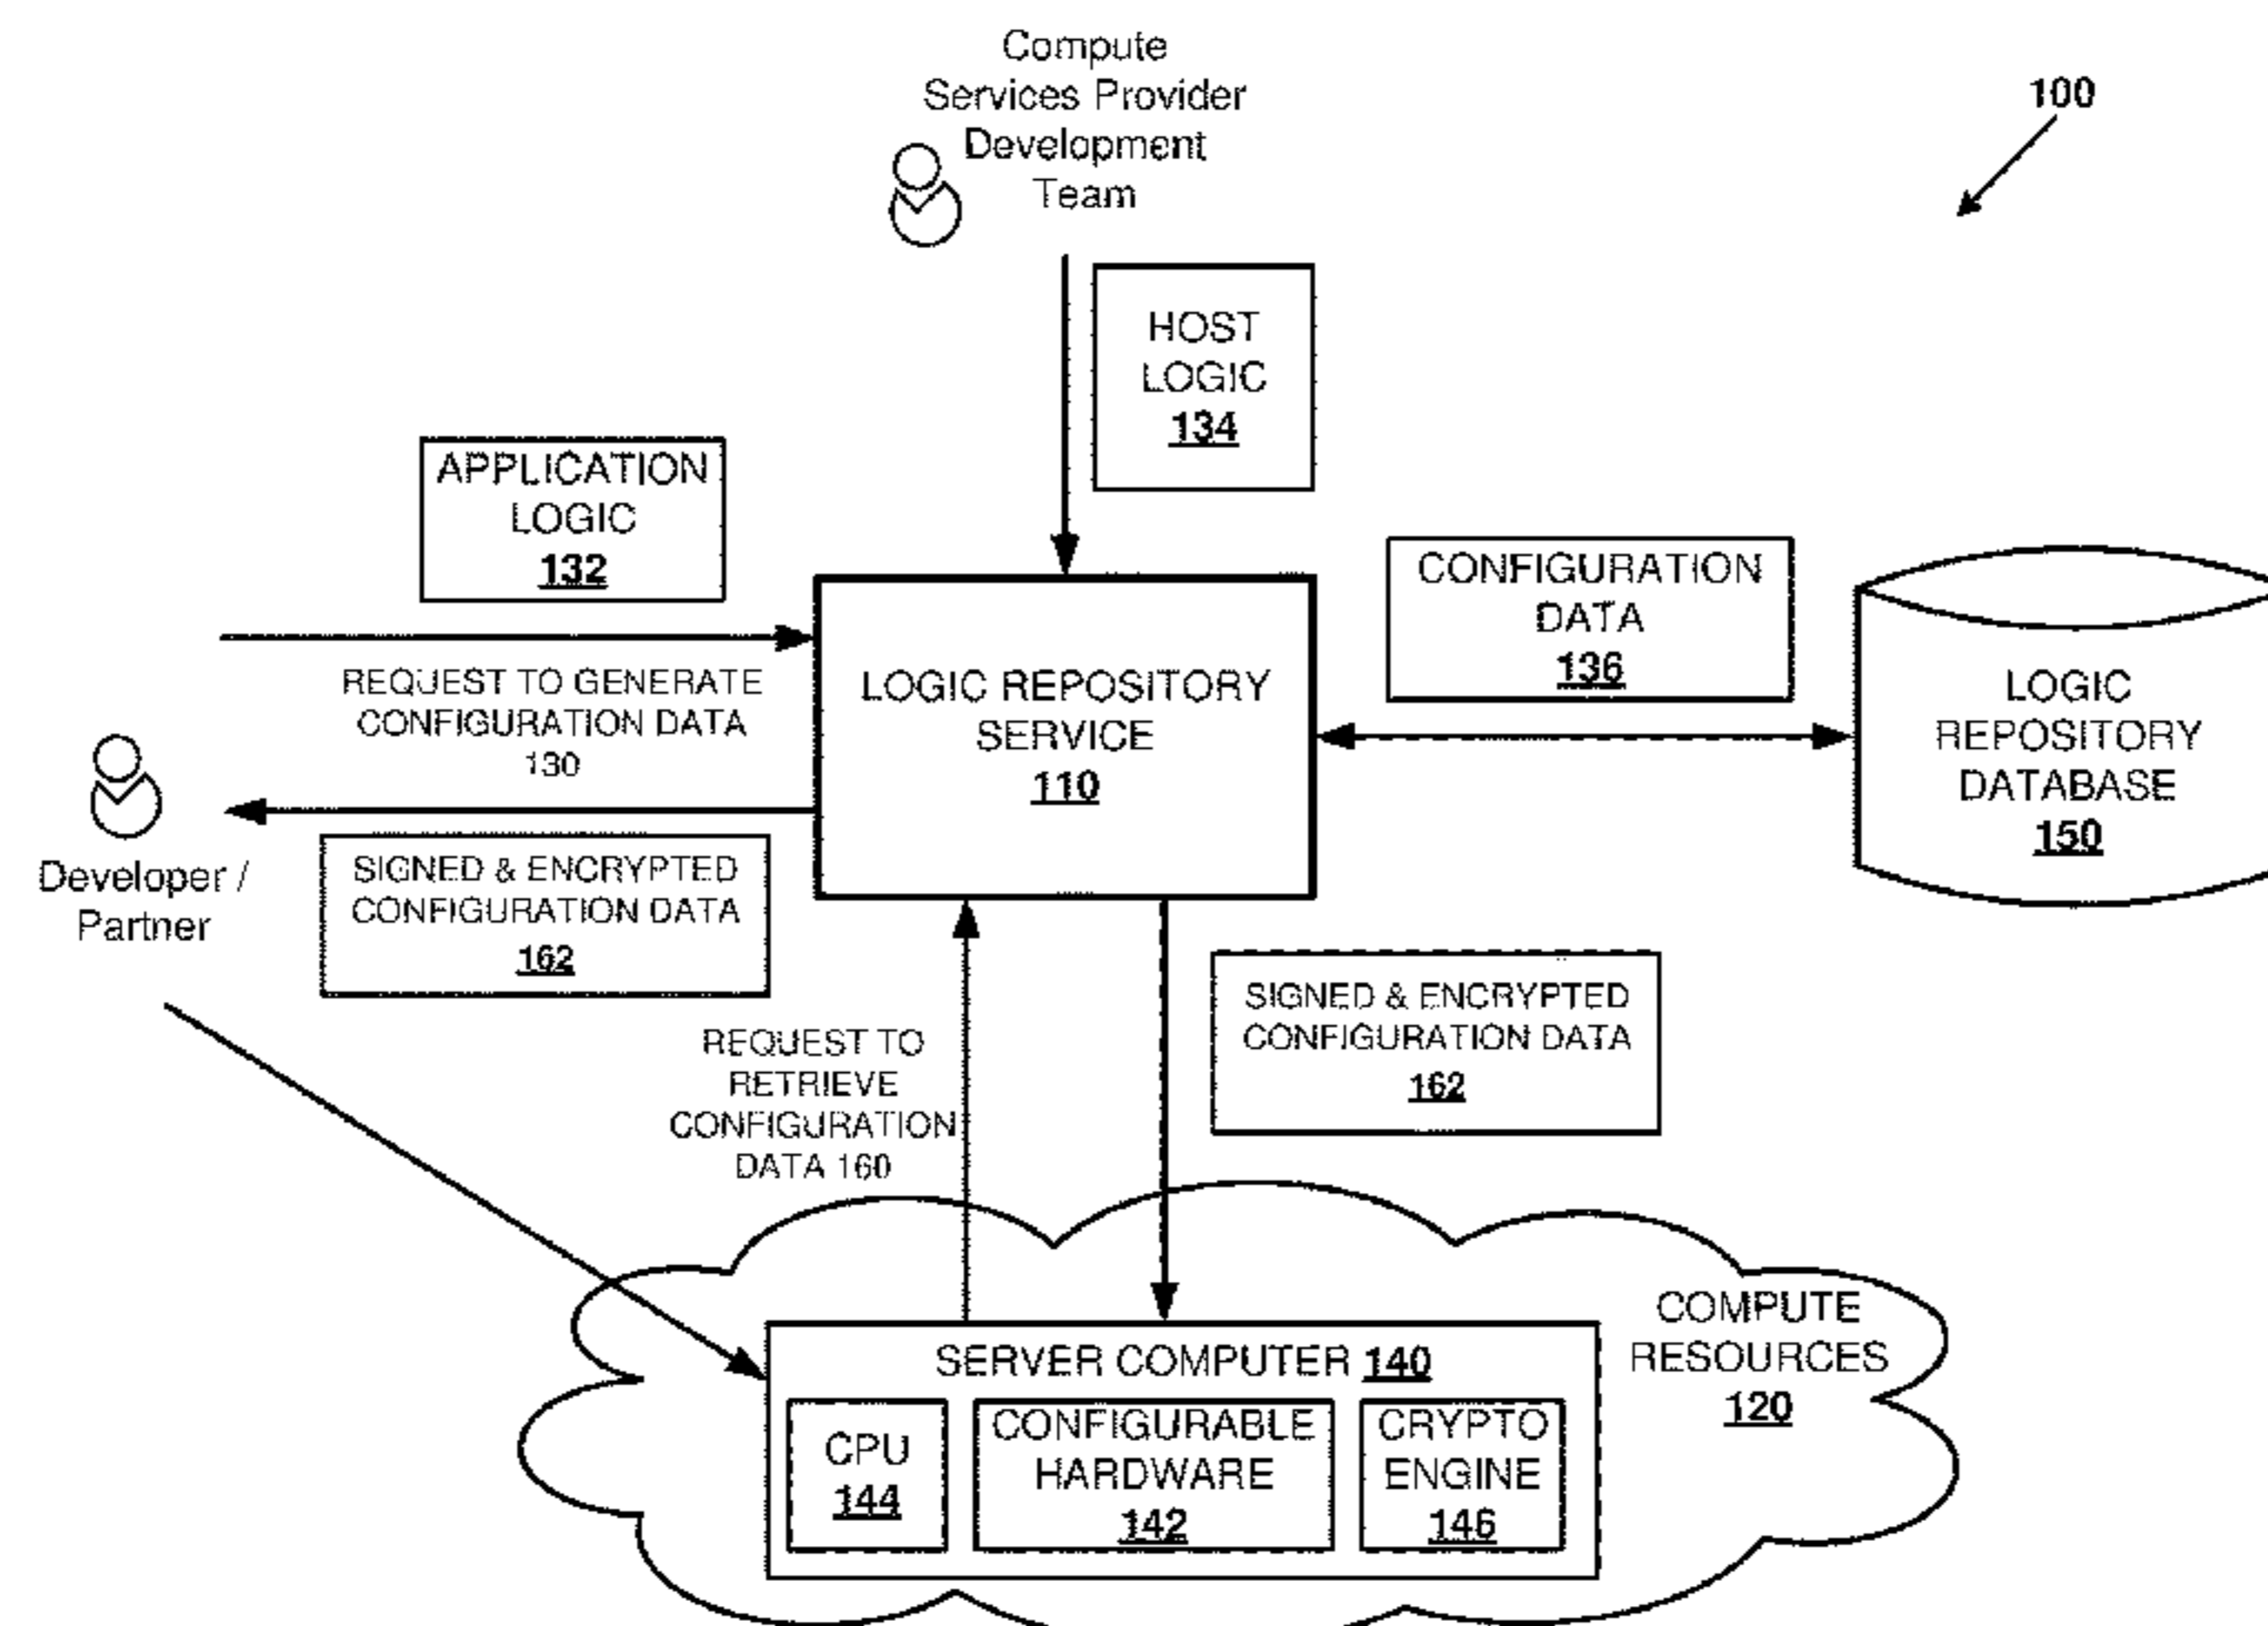 Compute
Services Provider
Development
Team
100
HOST
LOGIC
134
APPLICATION
LOGIC
132
CONFIGURATION
DATA
136
REQUEST TO GENERATE
CONFIGURATION DATA
130
LOGIC REPOSITORY
SERVICE
110
LOGIC
REPOSITORY
DATABASE
150
Developer /
Partner
SIGNED & ENCRYPTED
CONFIGURATION DATA
162
REQUEST TO
RETRIEVE
CONFIGURATION
DATA 160
SIGNED & ENCRYPTED
CONFIGURATION DATA
162
COMPUTE
RESOURCES
120
SERVER COMPUTER 140
CPU
144
CONFIGURABLE
HARDWARE
142
CRYPTO
ENGINE
146